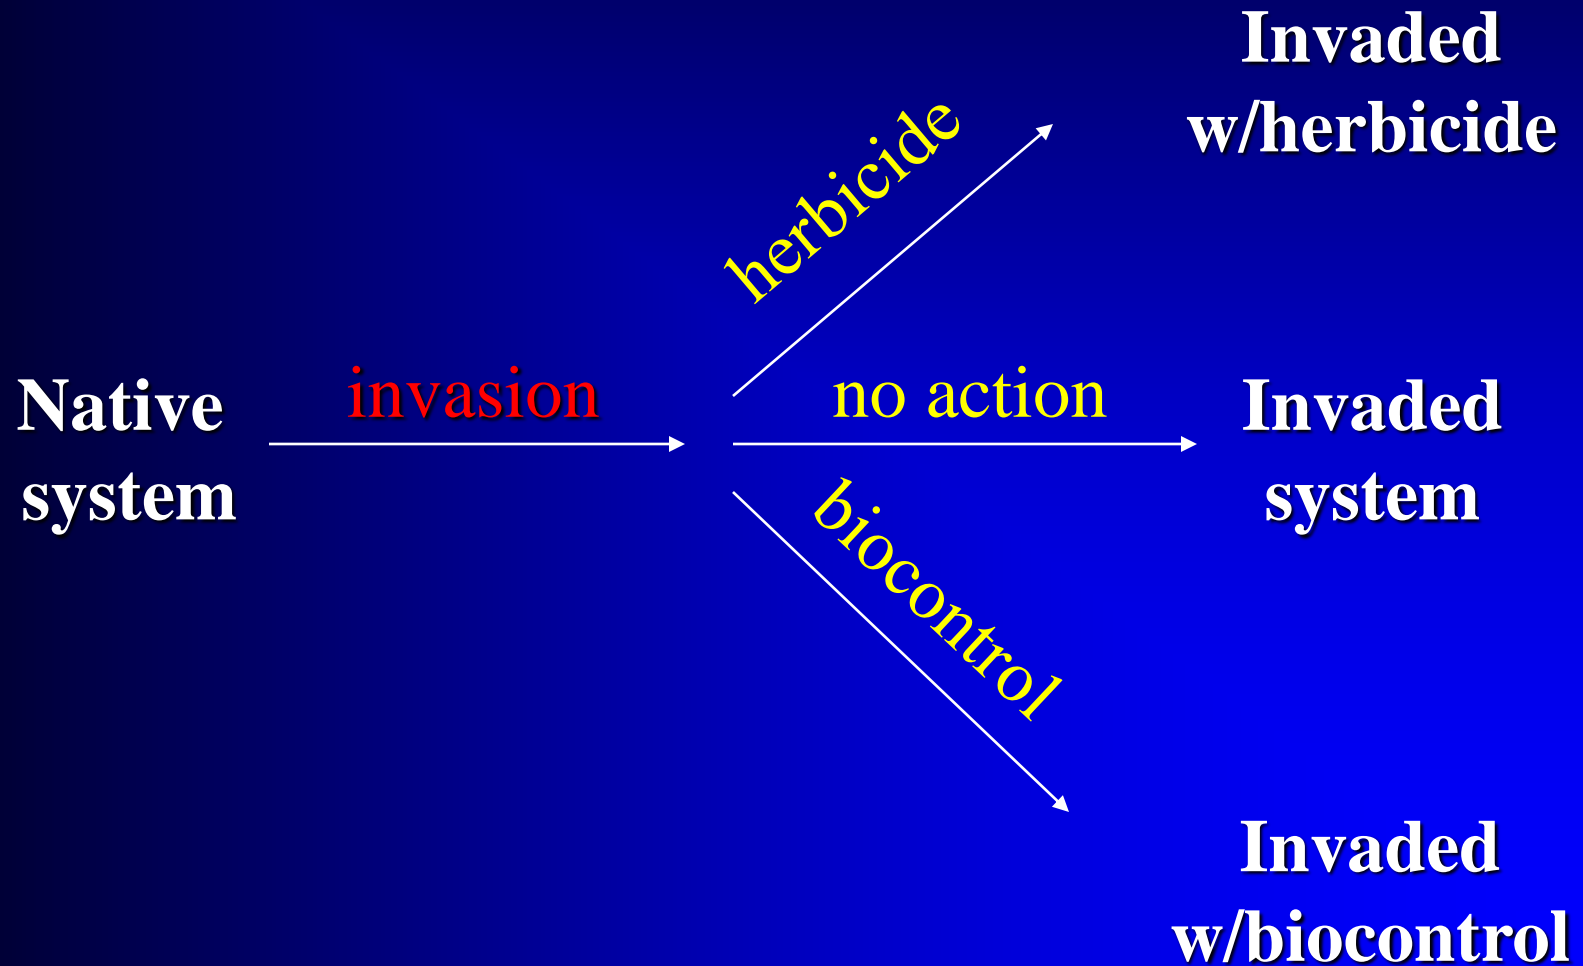 Invaded
w/herbicide
herbicide
Native
system
invasion
no action
Invaded
system
biocontrol
Invaded
w/biocontrol